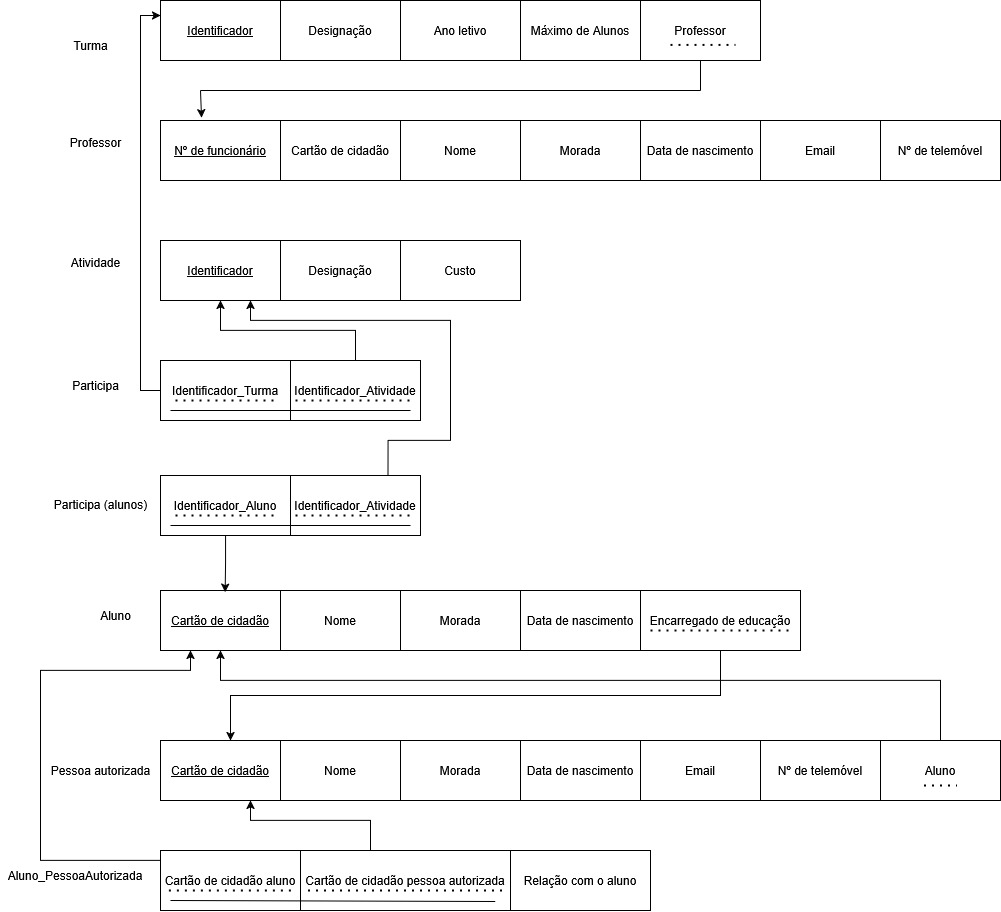 Turma
Identificador
Designação
Ano letivo
Máximo de Alunos
Professor
Professor
Nº de funcionário
Cartão de cidadão
Nome
Morada
Data de nascimento
Email
Nº de telemóvel
Atividade
Identificador
Designação
Custo
Participa
Identificador_Turma
Identificador_Atividade
Participa (alunos)
Identificador_Aluno
Identificador_Atividade
Aluno
Cartão de cidadão
Nome
Morada
Data de nascimento
Encarregado de educação
Pessoa autorizada
Cartão de cidadão
Nome
Morada
Data de nascimento
Email
Nº de telemóvel
Aluno
Aluno_PessoaAutorizada
Cartão de cidadão aluno
Cartão de cidadão pessoa autorizada
Relação com o aluno